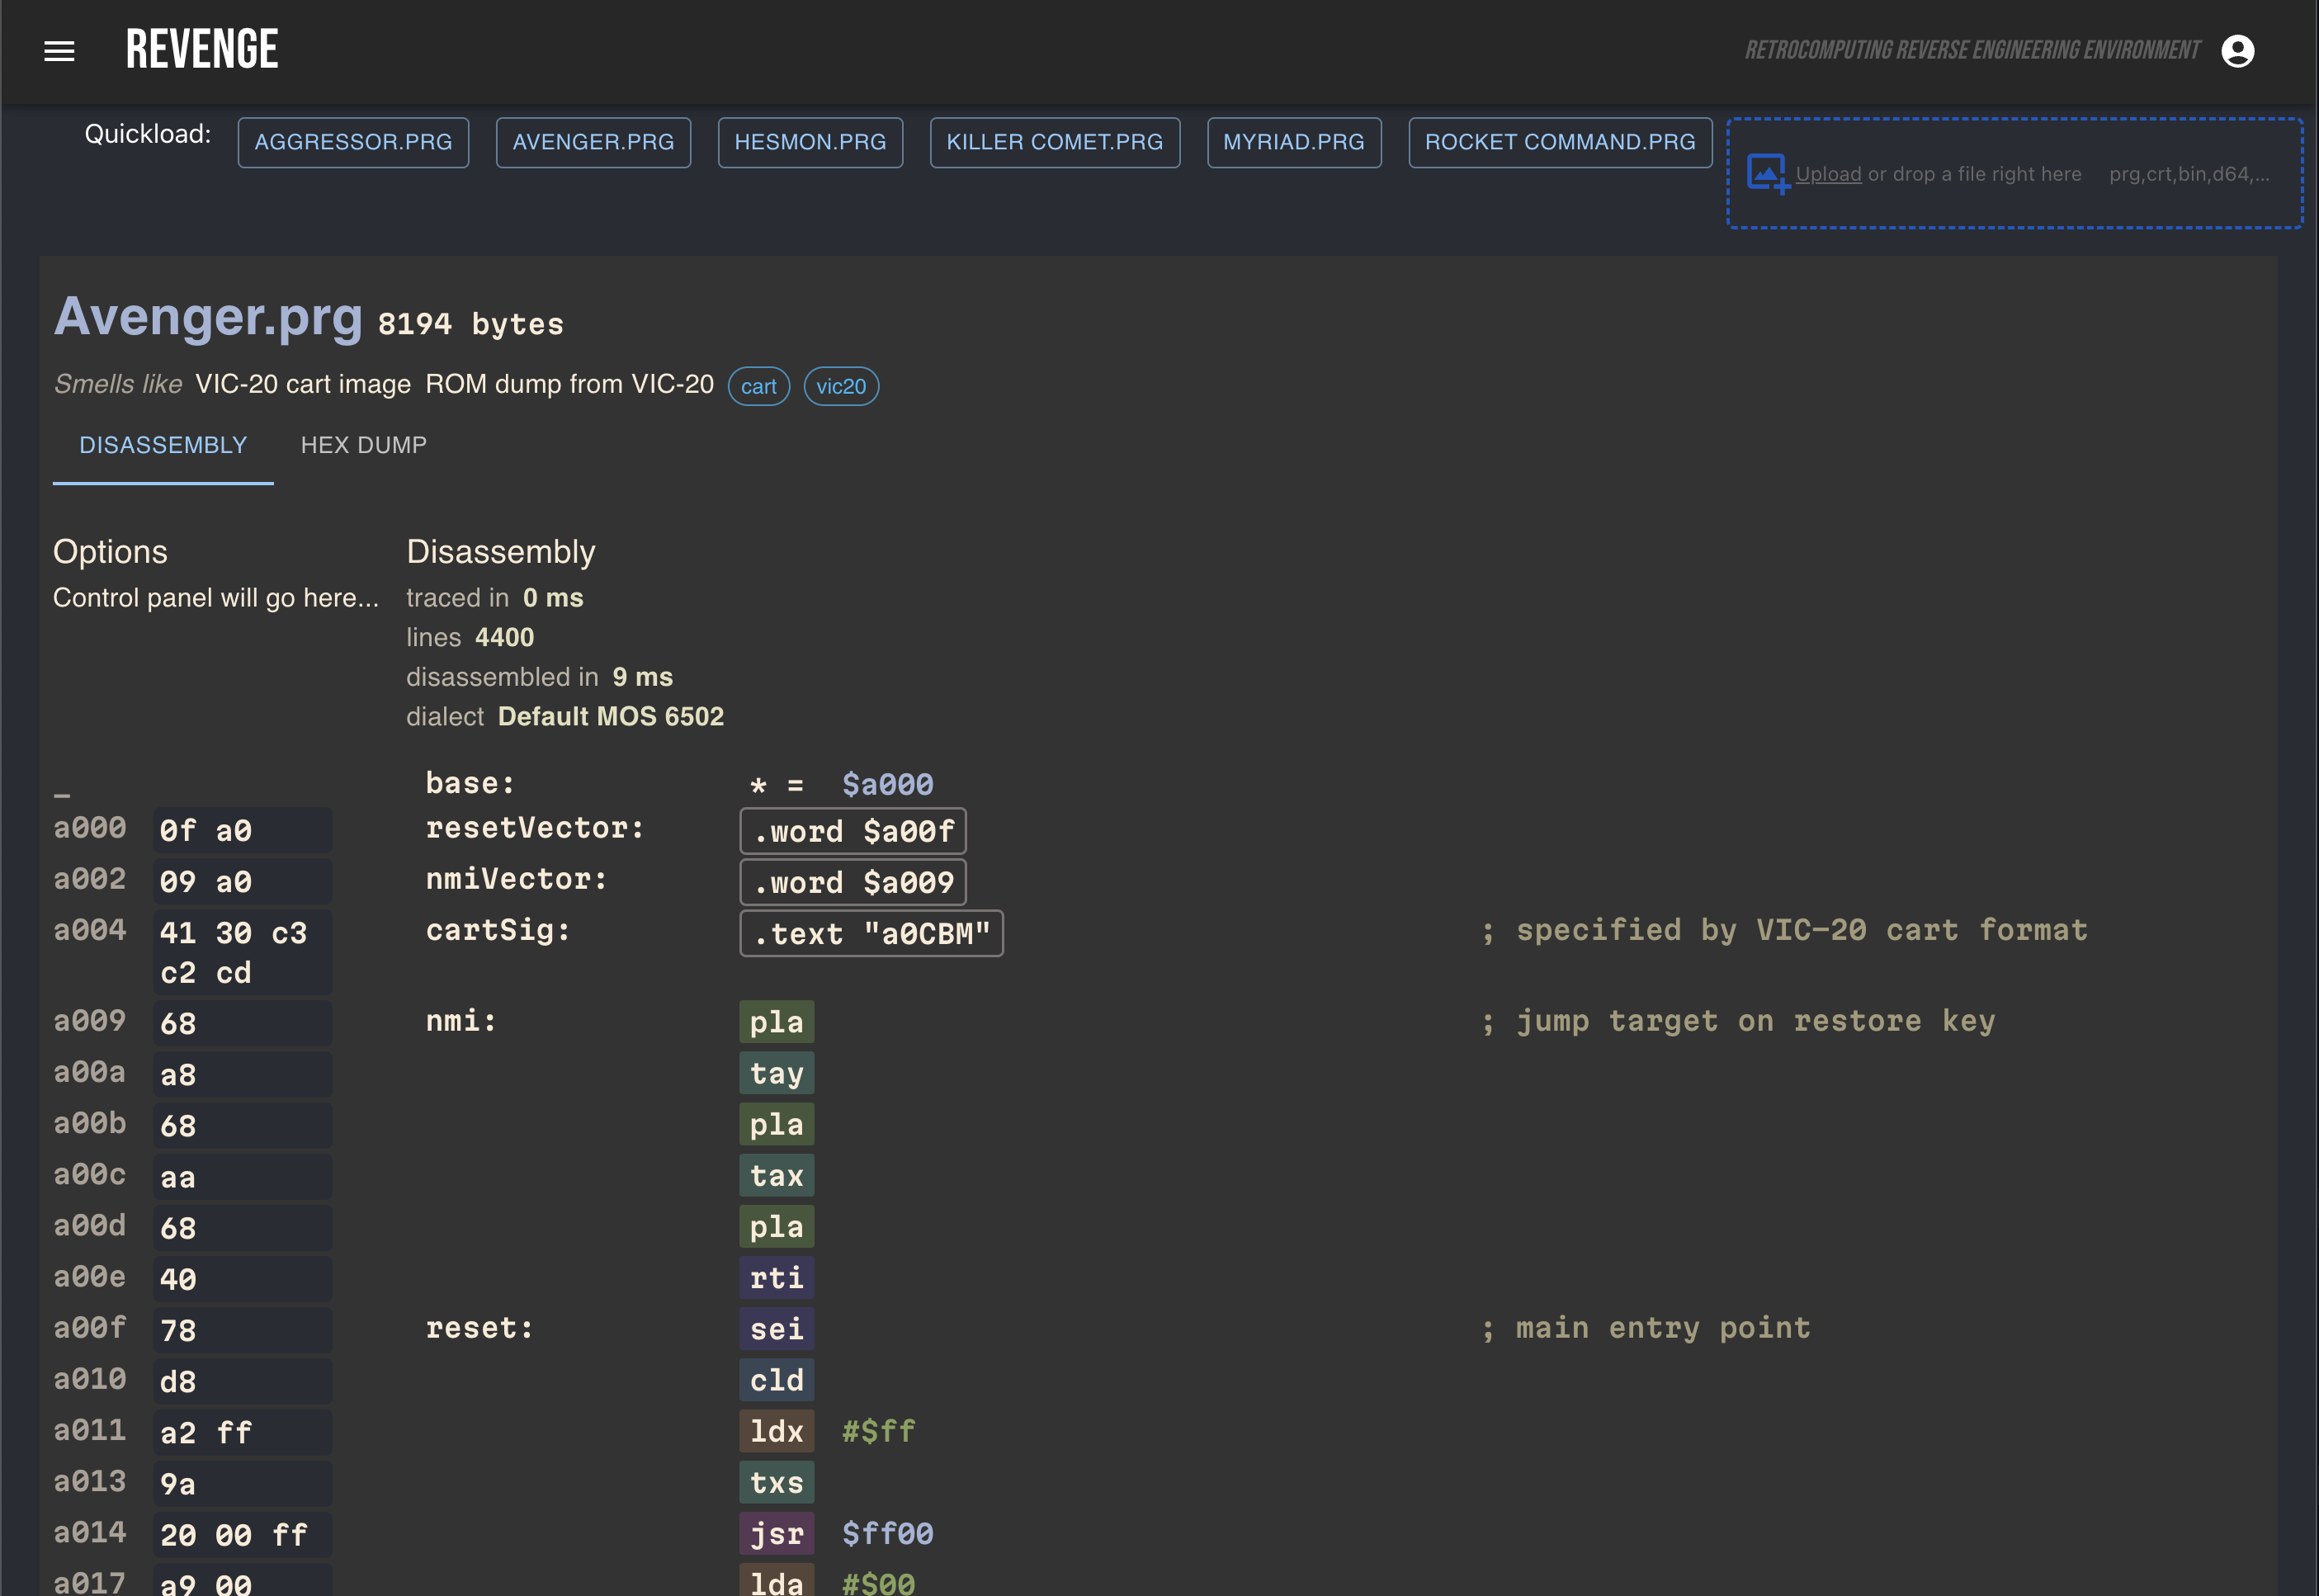 REVENGE RETROCOMPUTING REVERSE ENGINEERING ENVIRONMENT
Quickload: AGGRESSOR.PRG AVENGER.PRG HESMON.PRG KILLER COMET.PRG MYRIAD.PRG ROCKET COMMAND.PRG Upload or drop a file right here prg,crt,bin,d64,...
Avenger.prg 8194 bytes
Smells like VIC-20 cart image ROM dump from VIC-20 cart vic20
DISASSEMBLY HEX DUMP
Options Disassembly
Control panel will go here... traced in 0 ms
lines 4400
disassembled in 9 ms
dialect Default MOS 6502
_ base: * = $a000
a000 0f a0 resetVector: .word $a00f
a002 09 a0 nmiVector: .word $a009
a004 41 30 c3 cartSig: .text "a0CBM" ; specified by VIC-20 cart format
c2 cd
a009 68 nmi: pla ; jump target on restore key
a00a a8 tay
a00b 68 pla
a00c aa tax
a00d 68 pla
a00e 40 rti
a00f 78 reset: sei ; main entry point
a010 d8 cld
a011 a2 ff ldx #$ff
a013 9a txs
a014 20 00 ff jsr $ff00
a017 a9 00 lda #$00